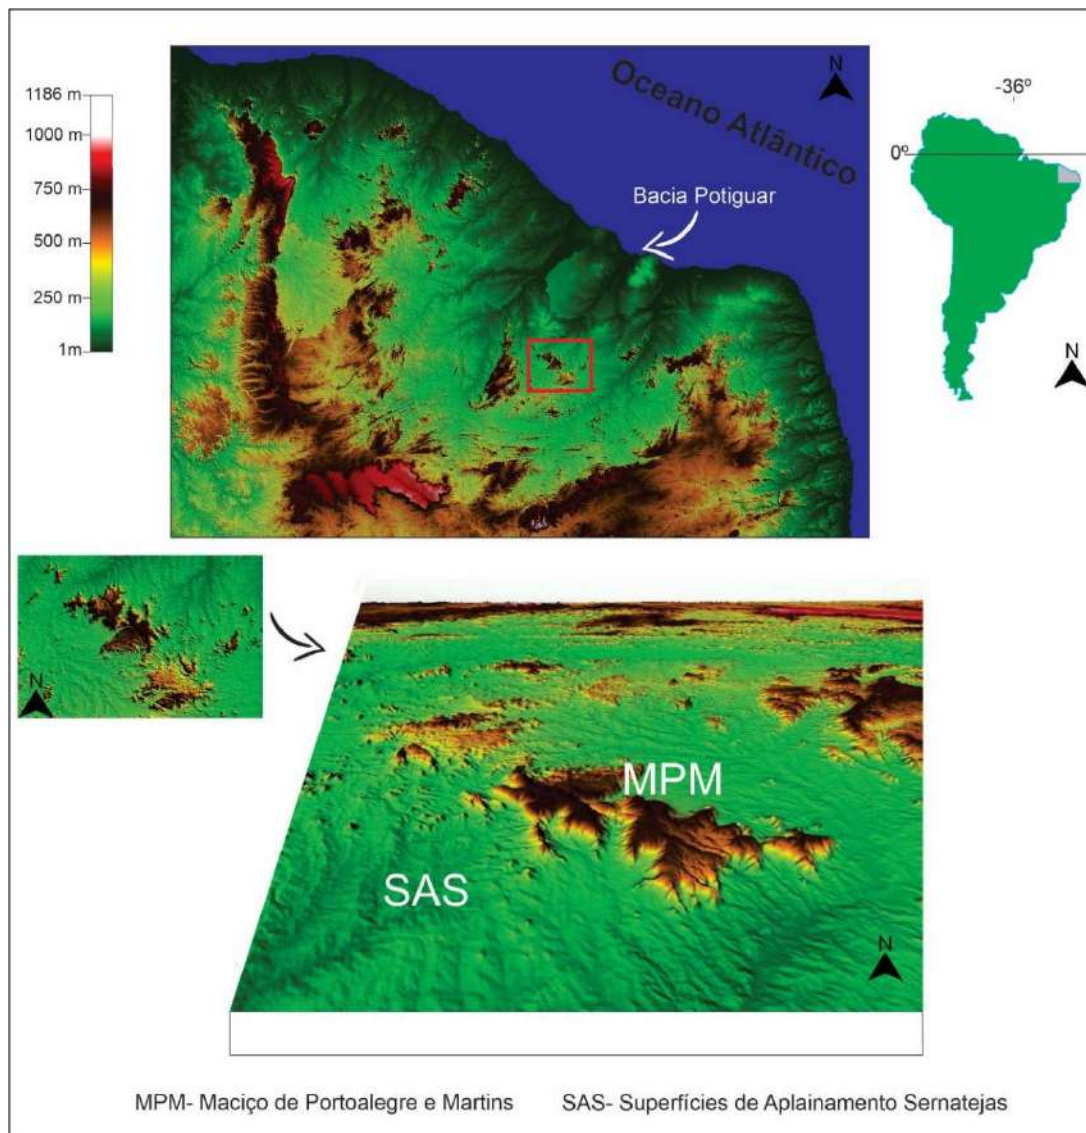 N
Oceano Atlântico
Bacia Potiguar
1186 m
1000 m
750 m
500 m
250 m
1m
-36º
0º
N
N
MPM
SAS
N
MPM- Maciço de Portoalegre e Martins
SAS- Superfícies de Aplainamento Sernatejas